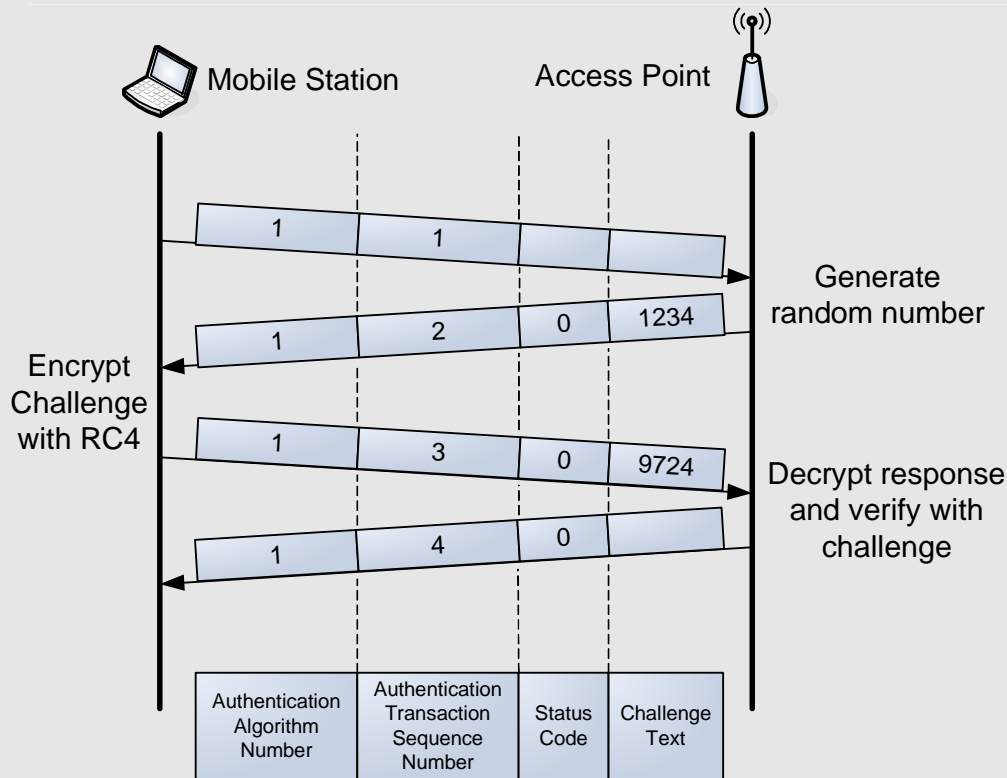 Mobile Station
Access Point
1 1
Generate
random number
1 2 0 1234
Encrypt
Challenge
with RC4
1 3 0 9724
Decrypt response
and verify with
challenge
1 4 0
Authentication
Algorithm
Number
Authentication
Transaction
Sequence
Number
Status
Code
Challenge
Text